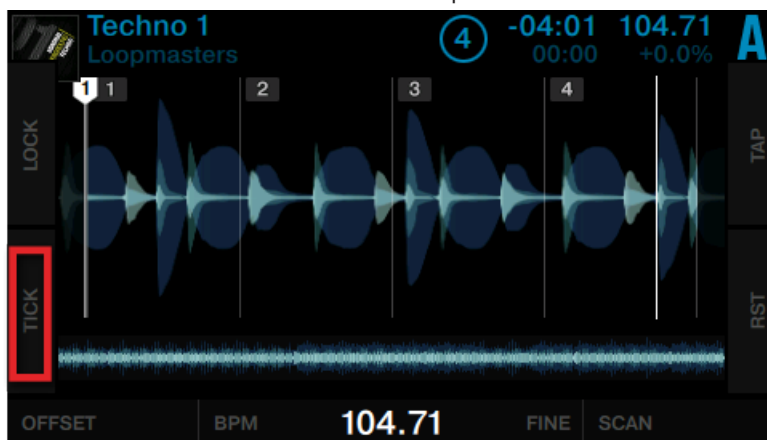 Techno 1
Loopmasters
4
-04:01
00:00
104.71
+0.0%
A
LOCK
TICK
1
1
2
3
4
TAP
RST
OFFSET
BPM
104.71
FINE
SCAN